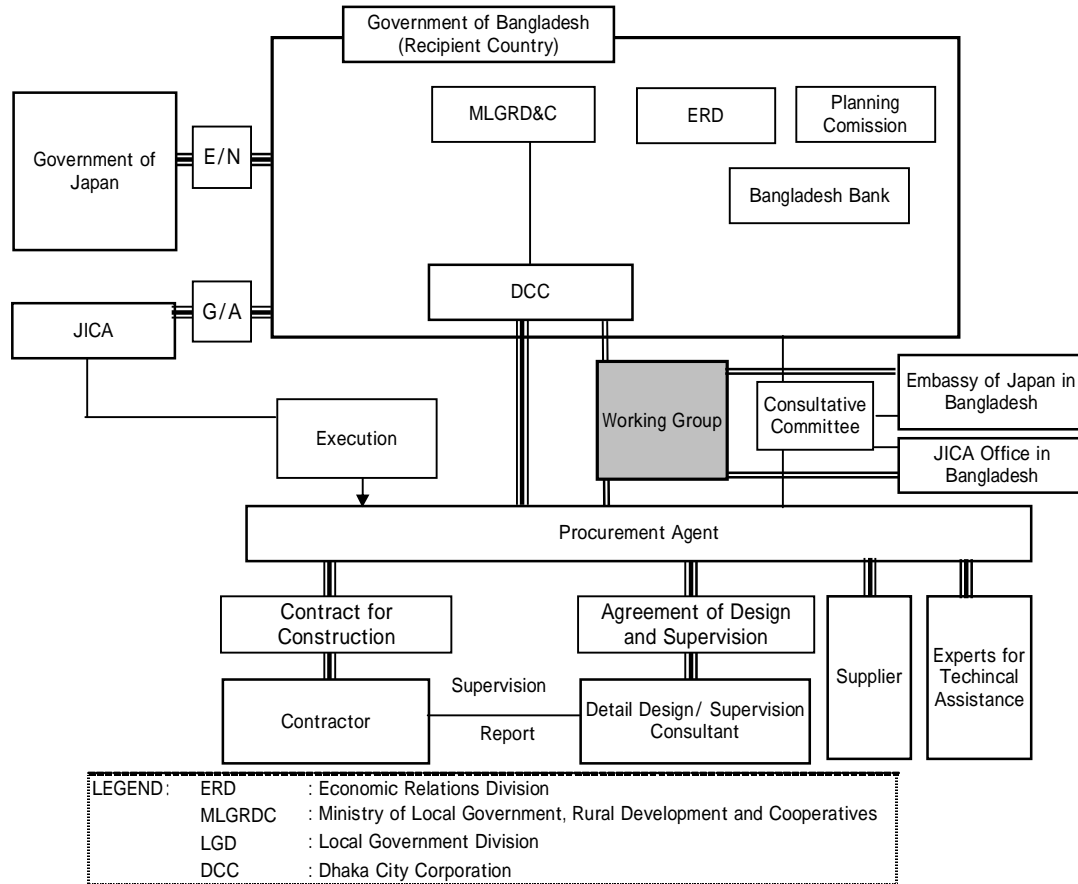 Government of Bangladesh
(Recipient Country)
MLGRD&C
ERD
Planning
Comission
Government of
Japan
E/N
Bangladesh Bank
DCC
G/A
JICA
Embassy of Japan in
Bangladesh
Working Group
Consultative
Committee
Execution
JICA Office in
Bangladesh
Procurement Agent
Contract for
Construction
Agreement of Design
and Supervision
Supplier
Experts for
Techincal
Assistance
Supervision
Contractor
Report
Detail Design/ Supervision
Consultant
LEGEND: ERD : Economic Relations Division
MLGRDC : Ministry of Local Government, Rural Development and Cooperatives
LGD : Local Government Division
DCC : Dhaka City Corporation